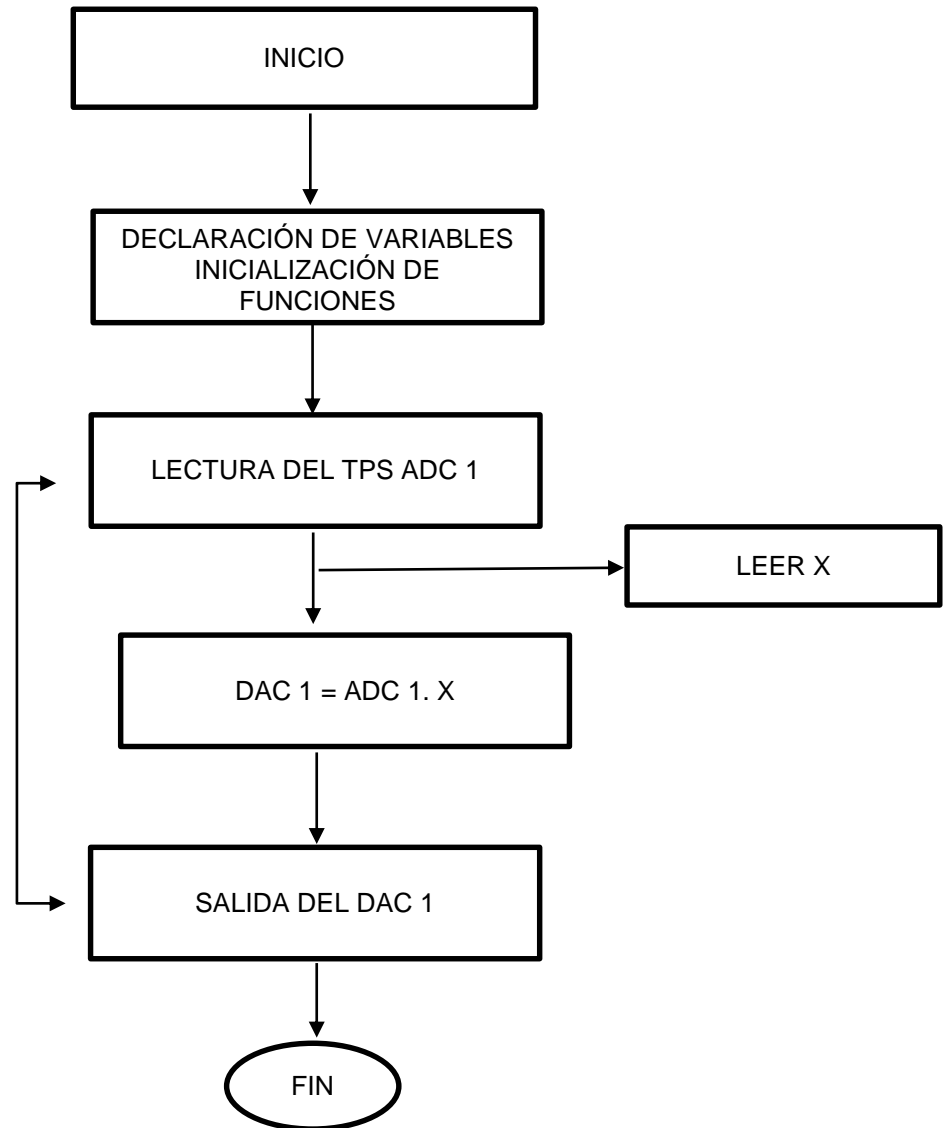 INICIO
DECLARACIÓN DE VARIABLES
INICIALIZACIÓN DE
FUNCIONES
LECTURA DEL TPS ADC 1
LEER X
DAC 1 = ADC 1. X
SALIDA DEL DAC 1
FIN